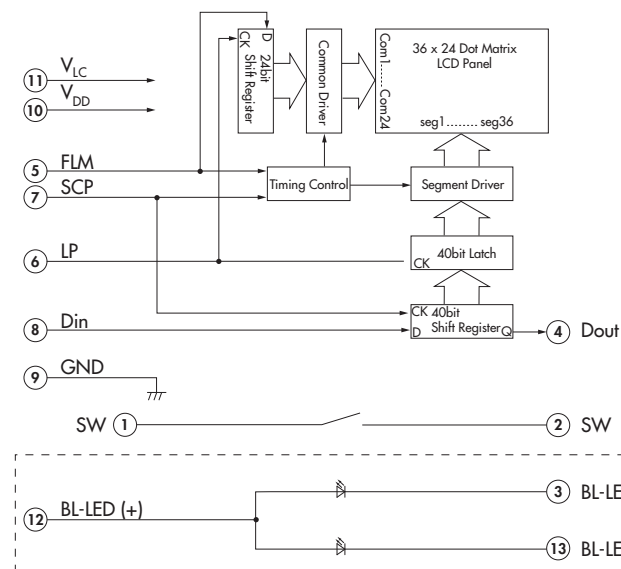 D
CK
24bit
Shift Register
Common Driver
Com1...... Com24
36 x 24 Dot Matrix
LCD Panel
seg1........ seg36
11 VLC
10 VDD
5 FLM
7 SCP
Timing Control
Segment Driver
6 LP
40bit Latch
CK
CK 40bit
Shift Register
D
Q
8 Din
4 Dout
9 GND
SW 1
2 SW
12 BL-LED (+)
3 BL-LE
13 BL-LE